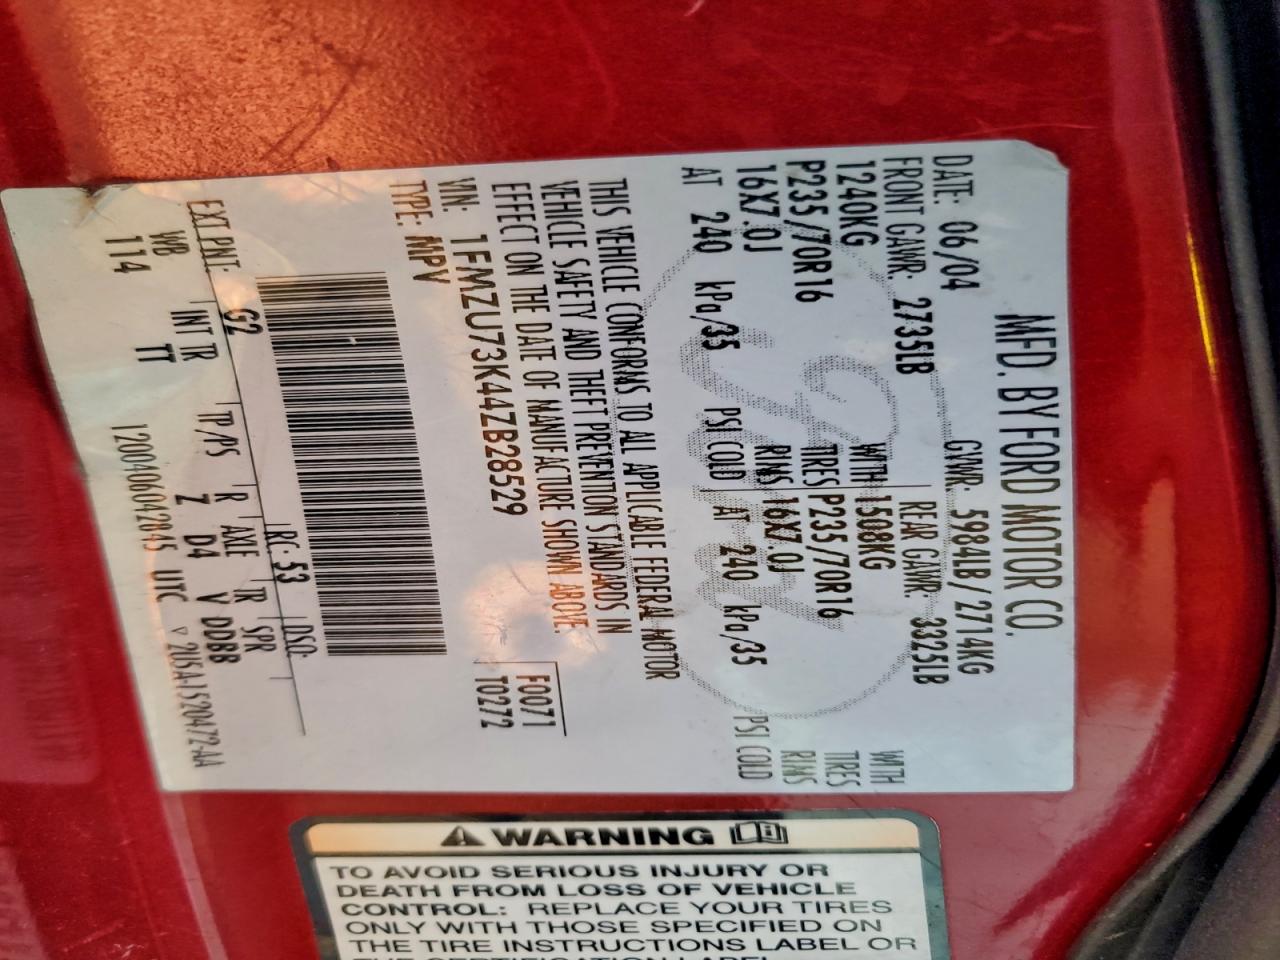 MFD. BY FORD MOTOR CO.
DATE: 06/04 GVWR: 5984LB/ 2714KG
FRONT GAWR: 2735LB REAR GAWR: 3325LB
1240KG WITH 1508KG WITH
P235/70R16 TIRES P235/70R16 TIRES
16X7.0J RIMS 16X7.0J RIMS
AT 240 kPa/35 PSI COLD AT 240 kPa/35 PSI COLD
THIS VEHICLE CONFORMS TO ALL APPLICABLE FEDERAL MOTOR
VEHICLE SAFETY AND THEFT PREVENTION STANDARDS IN
EFFECT ON THE DATE OF MANUFACTURE SHOWN ABOVE.
VIN: 1FMZU73K44ZB28529 F0071
TYPE: MPV T0272
EXT PNT: G2 RC: 53 DSO:
WB INT TR TP/PS R AXLE TR SPR
114 TT Z D4 V DDBB
1200406042845 UTC
WARNING
TO AVOID SERIOUS INJURY OR
DEATH FROM LOSS OF VEHICLE
CONTROL: REPLACE YOUR TIRES
ONLY WITH THOSE SPECIFIED ON
THE TIRE INSTRUCTIONS LABEL OR